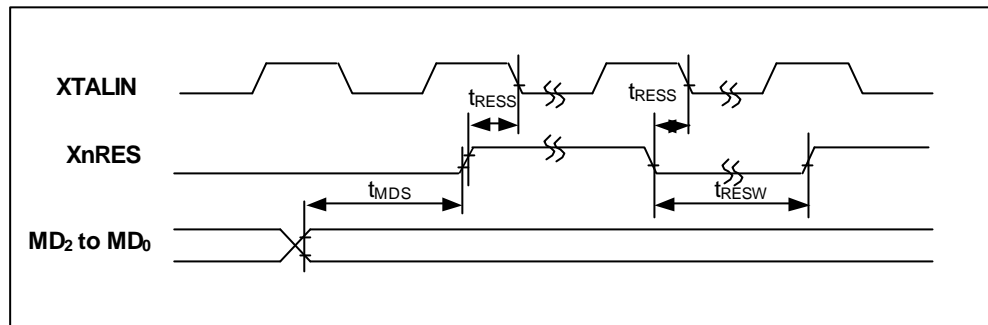 XTALIN
tRESS
tRESS
XnRES
tMDS
tRESW
MD2 to MD0